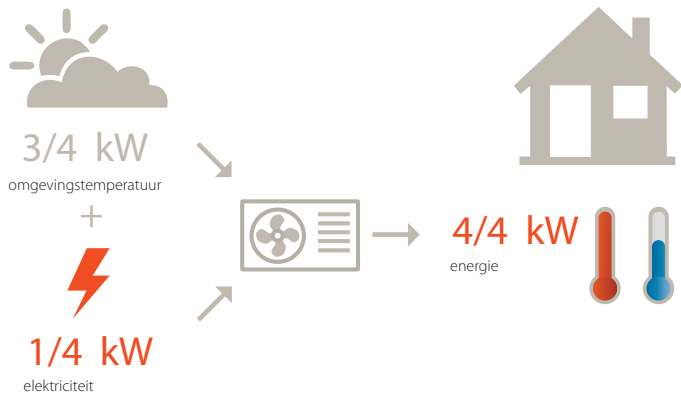 3/4 kW
omgevingstemperatuur
+
1/4 kW
elektriciteit
4/4 kW
energie